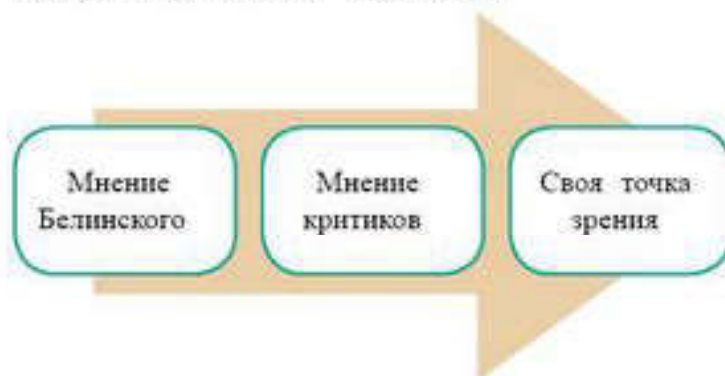 Мнение
Белинского
Мнение
критиков
Своя точка
зрения